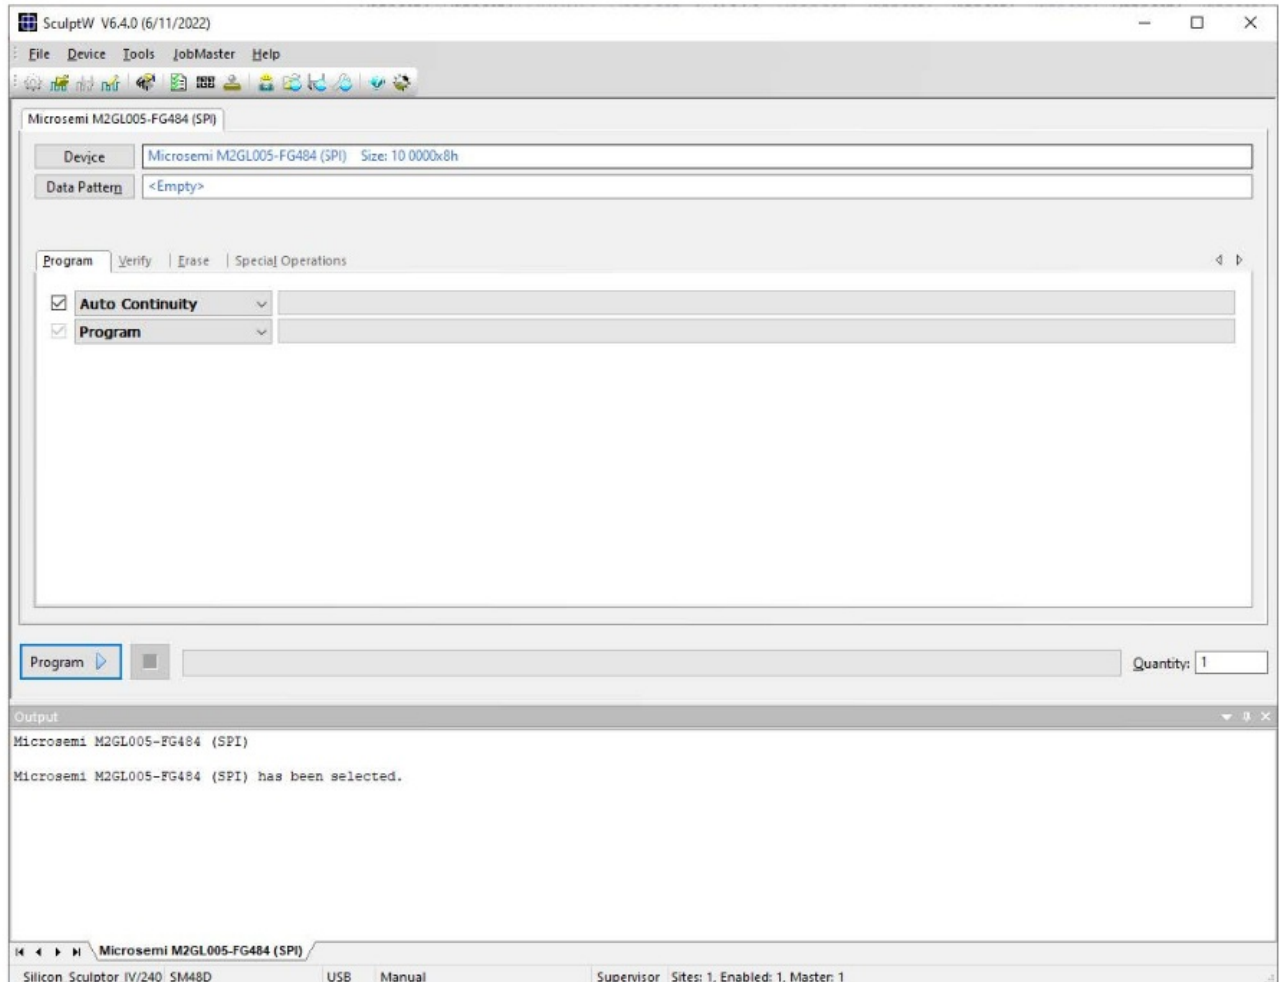 SculptW V6.4.0 (6/11/2022)
File Device Tools JobMaster Help
Microsemi M2GL005-FG484 (SPI)
Device Microsemi M2GL005-FG484 (SPI) Size: 10 0000x8h
Data Pattern <Empty>
Program Verify | Erase | Special Operations
Auto Continuity
Program
Program Quantity: 1
Output
Microsemi M2GL005-FG484 (SPI)
Microsemi M2GL005-FG484 (SPI) has been selected.
Microsemi M2GL005-FG484 (SPI)
Silicon Sculptor IV/240 SM48D USB Manual Supervisor Sites: 1, Enabled: 1, Master: 1